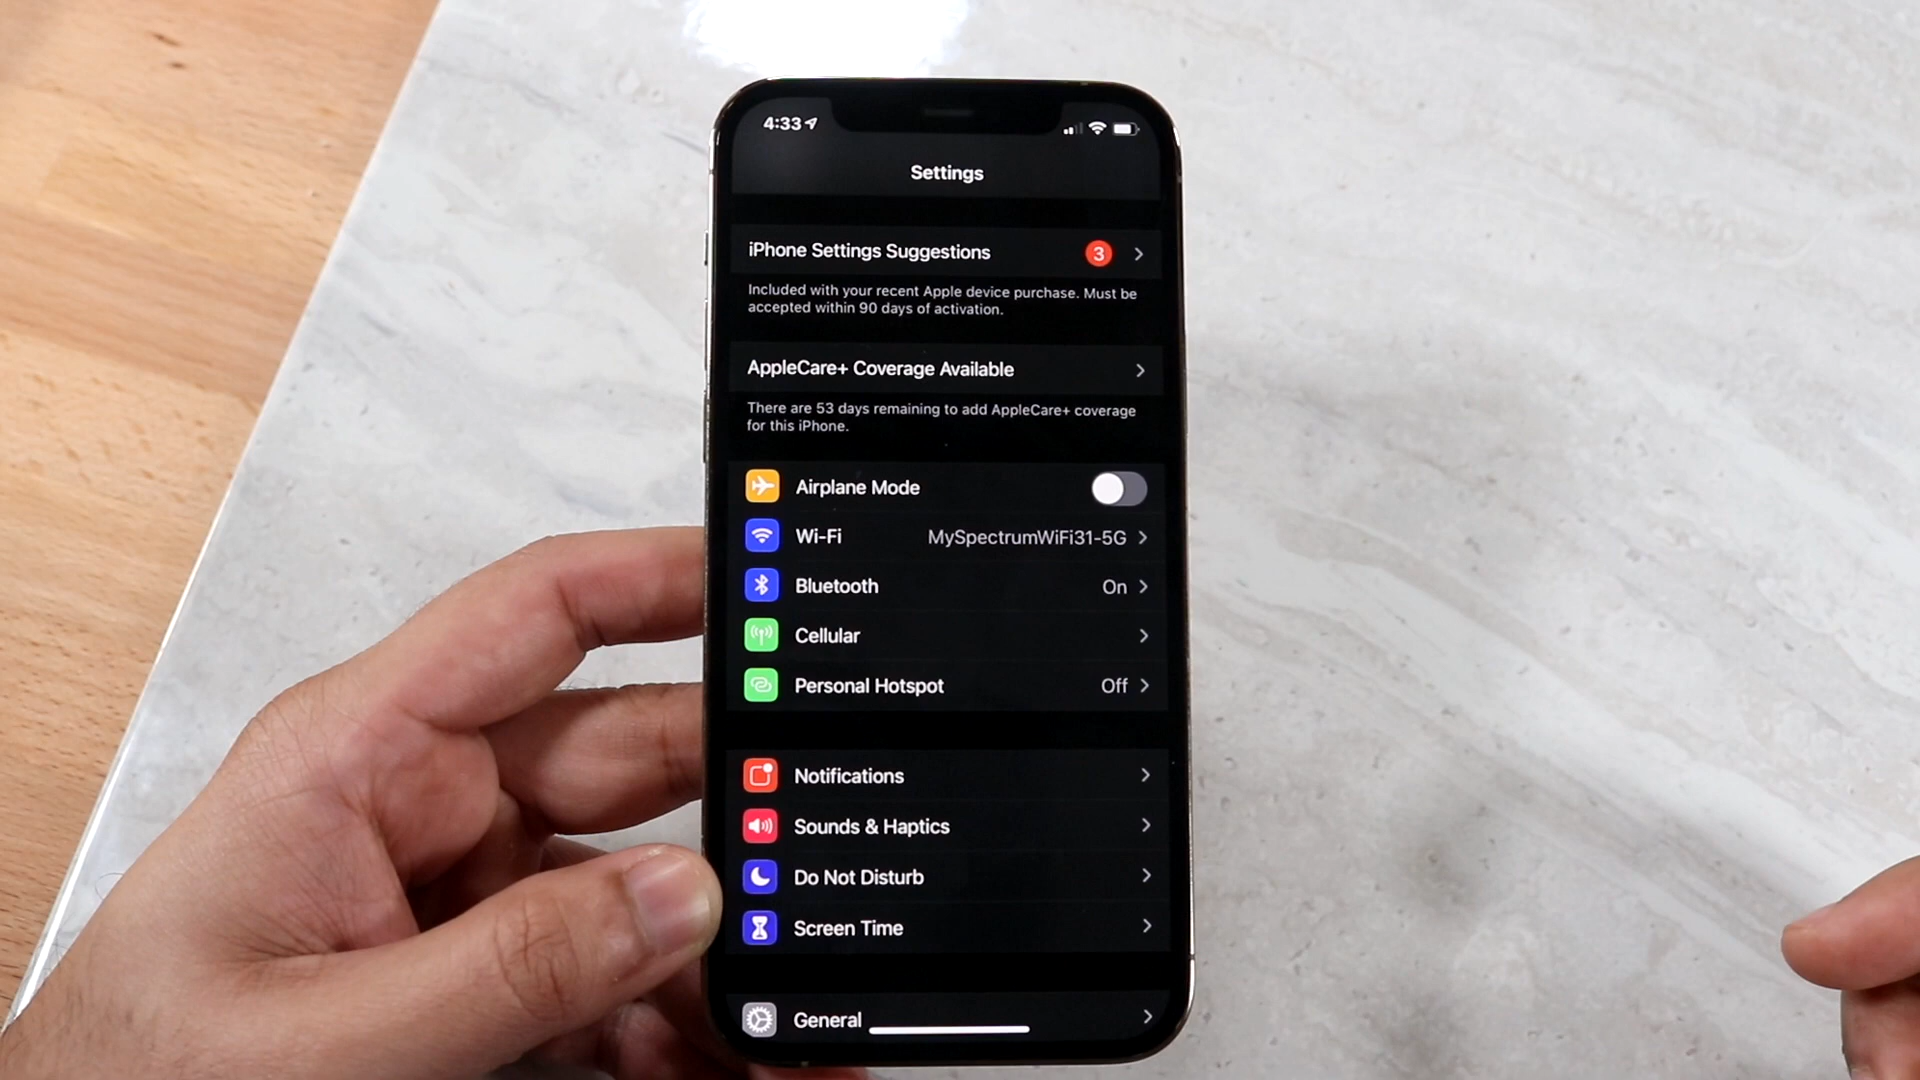 4:33
Settings
iPhone Settings Suggestions 3
Included with your recent Apple device purchase. Must be
accepted within 90 days of activation.
AppleCare+ Coverage Available
There are 53 days remaining to add AppleCare+ coverage
for this iPhone.
Airplane Mode
Wi-Fi MySpectrumWiFi31-5G
Bluetooth On
Cellular
Personal Hotspot Off
Notifications
Sounds & Haptics
Do Not Disturb
Screen Time
General